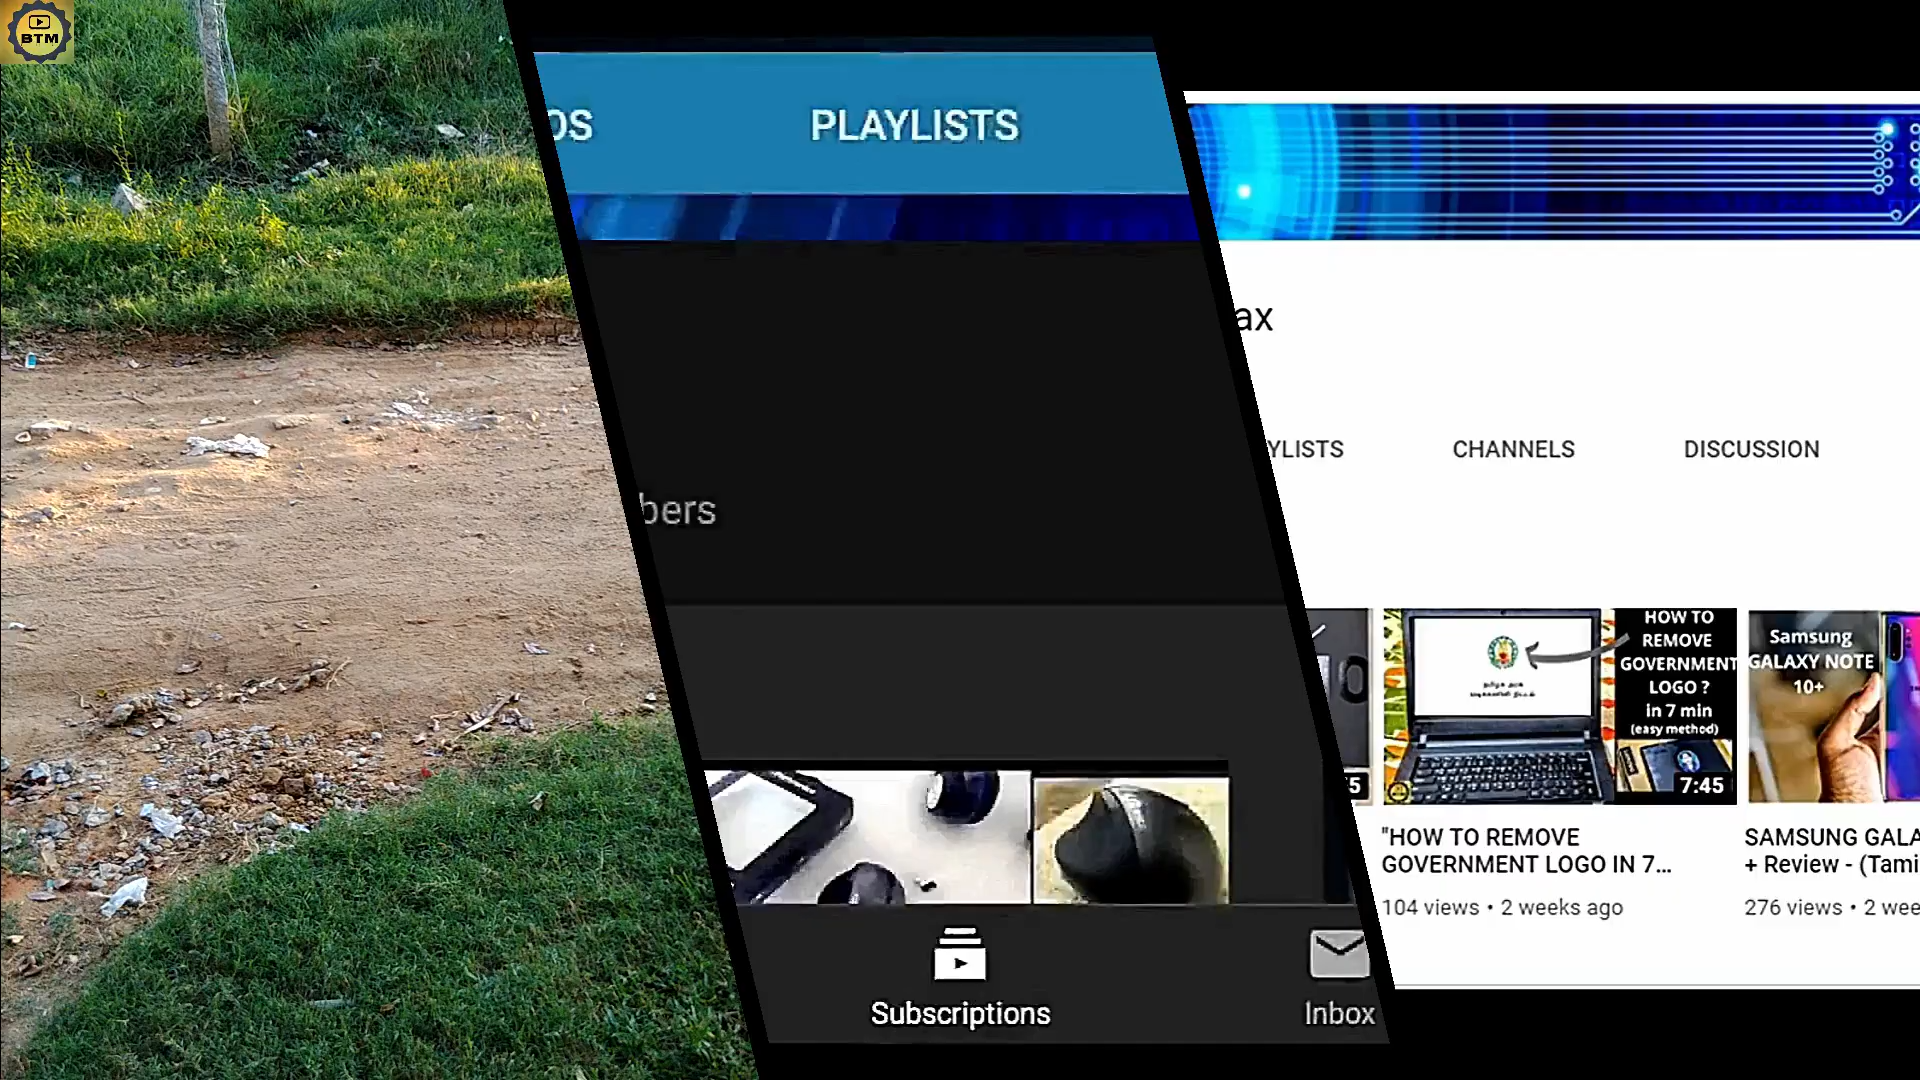 BTM
OS
PLAYLISTS
bers
Subscriptions
Inbox
ax
YLISTS
CHANNELS
DISCUSSION
5
HOW TO
REMOVE
GOVERNMENT
LOGO ?
in 7 min
(easy method)
7:45
Samsung
GALAXY NOTE
10+
"HOW TO REMOVE
GOVERNMENT LOGO IN 7...
104 views • 2 weeks ago
SAMSUNG GALA
+ Review - (Tami
276 views • 2 wee